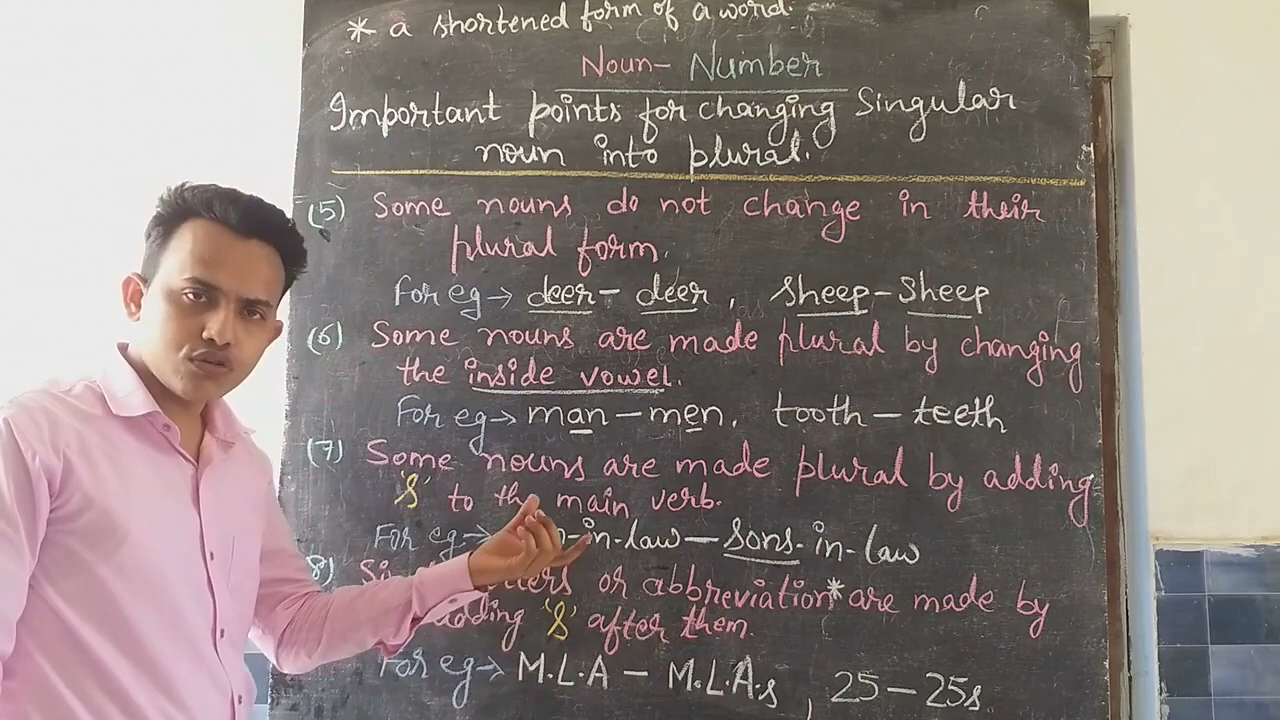 * a shortened form of a word.
Noun- Number
Important points for changing Singular
noun into plural.
(5) Some nouns do not change in their
plural form.
For eg→ deer- deer, Sheep-Sheep
(6) Some nouns are made plural by changing
the inside vowel.
For eg→ man-men, tooth-teeth
(7) Some nouns are made plural by adding
'S' to the main verb.
For eg→ -in-law-Sons-in-law
8) or abbreviation* are made by
adding 'S' after them.
For eg→ M.L.A - M.L.A.s, 25-25s